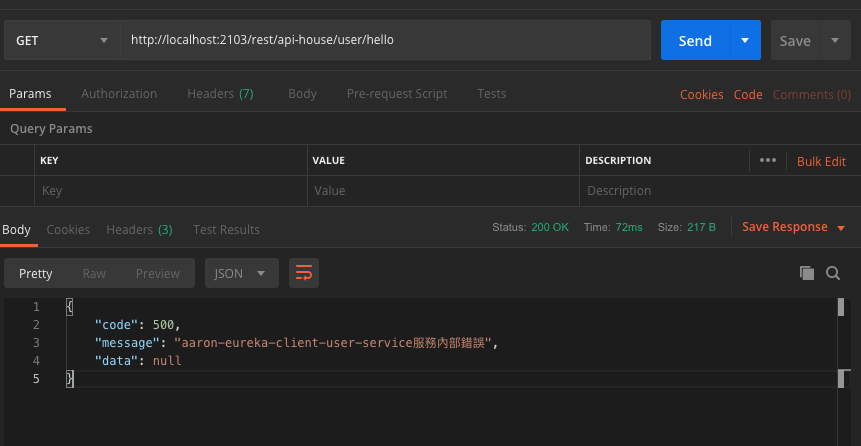 GET http://localhost:2103/rest/api-house/user/hello Send Save
Params Authorization Headers (7) Body Pre-request Script Tests Cookies Code Comments (0)
Query Params
KEY VALUE DESCRIPTION ••• Bulk Edit
Key Value Description
Body Cookies Headers (3) Test Results Status: 200 OK Time: 72ms Size: 217 B Save Response
Pretty Raw Preview JSON
1 {
2 "code": 500,
3 "message": "aaron-eureka-client-user-service服務內部錯誤",
4 "data": null
5 }